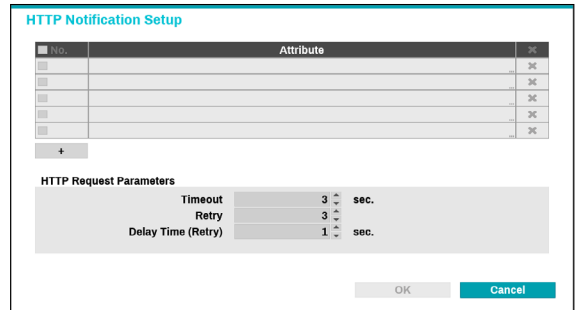 HTTP Notification Setup
No. Attribute
...
...
...
...
...
+
HTTP Request Parameters
Timeout 3 sec.
Retry 3
Delay Time (Retry) 1 sec.
OK Cancel